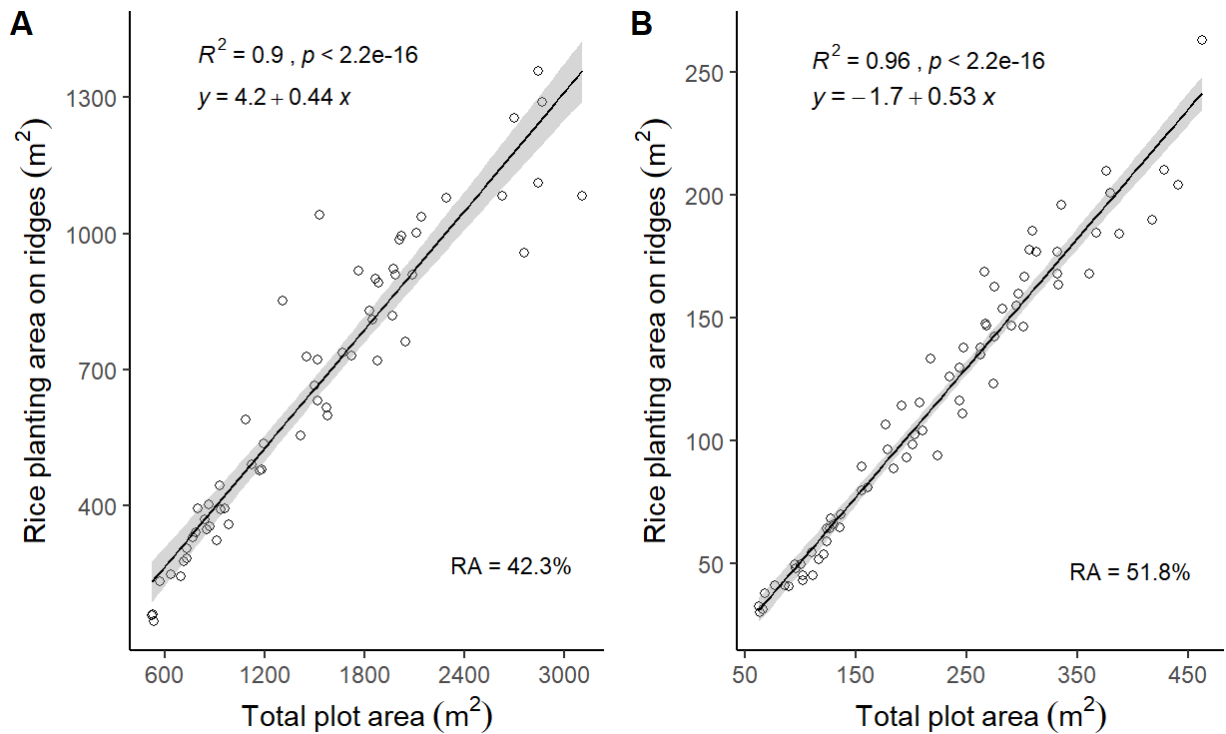 A
R² = 0.9 , p < 2.2e-16
y = 4.2 + 0.44 x
1300
1000
700
400
Rice planting area on ridges (m²)
RA = 42.3%
600 1200 1800 2400 3000
Total plot area (m²)
B
R² = 0.96 , p < 2.2e-16
y = − 1.7 + 0.53 x
250
200
150
100
50
Rice planting area on ridges (m²)
RA = 51.8%
50 150 250 350 450
Total plot area (m²)